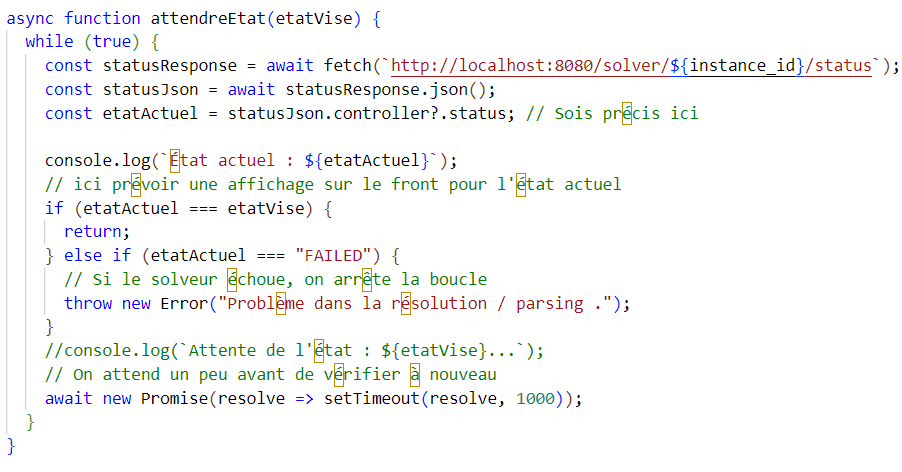 async function attendreEtat(etatVise) {
while (true) {
const statusResponse = await fetch(`http://localhost:8080/solver/${instance_id}/status`);
const statusJson = await statusResponse.json();
const etatActuel = statusJson.controller?.status; // Sois précis ici
console.log(`État actuel : ${etatActuel}`);
// ici prévoir une affichage sur le front pour l'état actuel
if (etatActuel === etatVise) {
return;
} else if (etatActuel === "FAILED") {
// Si le solveur échoue, on arrête la boucle
throw new Error("Problème dans la résolution / parsing .");
}
//console.log(`Attente de l'état : ${etatVise}...`);
// On attend un peu avant de vérifier à nouveau
await new Promise(resolve => setTimeout(resolve, 1000));
}
}